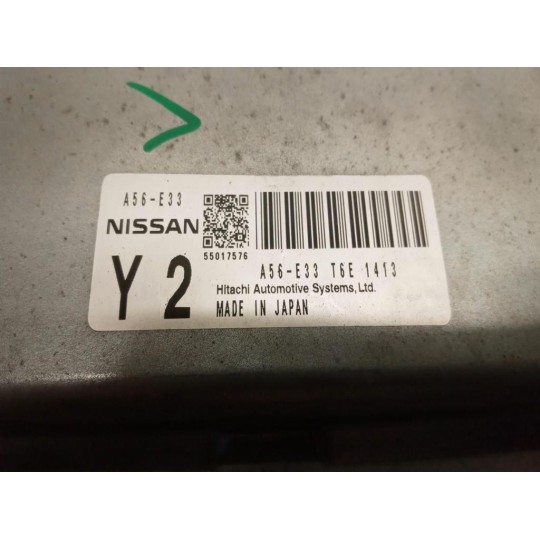 A56-E33
NISSAN
55017576
Y 2
A56-E33 T6E 1413
Hitachi Automotive Systems,Ltd.
MADE IN JAPAN